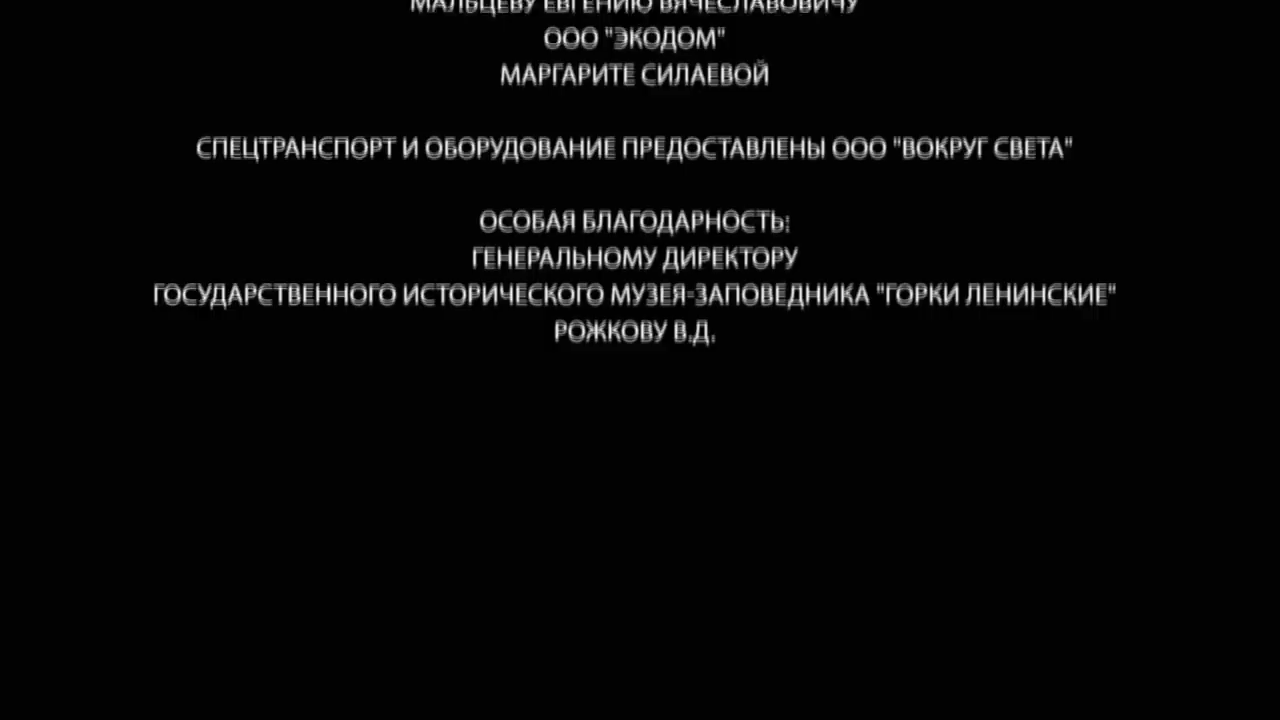 МАЛЬЦЕВУ ЕВГЕНИЮ ВЯЧЕСЛАВОВИЧУ
ООО "ЭКОДОМ"
МАРГАРИТЕ СИЛАЕВОЙ
СПЕЦТРАНСПОРТ И ОБОРУДОВАНИЕ ПРЕДОСТАВЛЕНЫ ООО "ВОКРУГ СВЕТА"
ОСОБАЯ БЛАГОДАРНОСТЬ:
ГЕНЕРАЛЬНОМУ ДИРЕКТОРУ
ГОСУДАРСТВЕННОГО ИСТОРИЧЕСКОГО МУЗЕЯ-ЗАПОВЕДНИКА "ГОРКИ ЛЕНИНСКИЕ"
РОЖКОВУ В.Д.